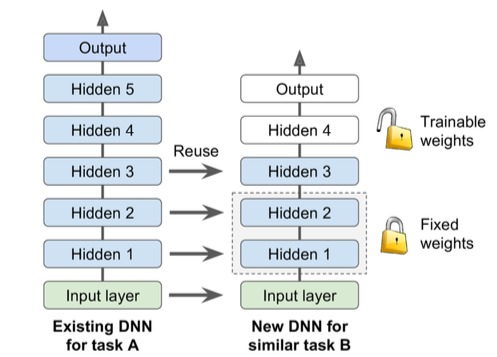 Output
Hidden 5
Hidden 4
Hidden 3
Hidden 2
Hidden 1
Input layer
Existing DNN
for task A
Reuse
Output
Hidden 4
Hidden 3
Hidden 2
Hidden 1
Input layer
New DNN for
similar task B
Trainable
weights
Fixed
weights